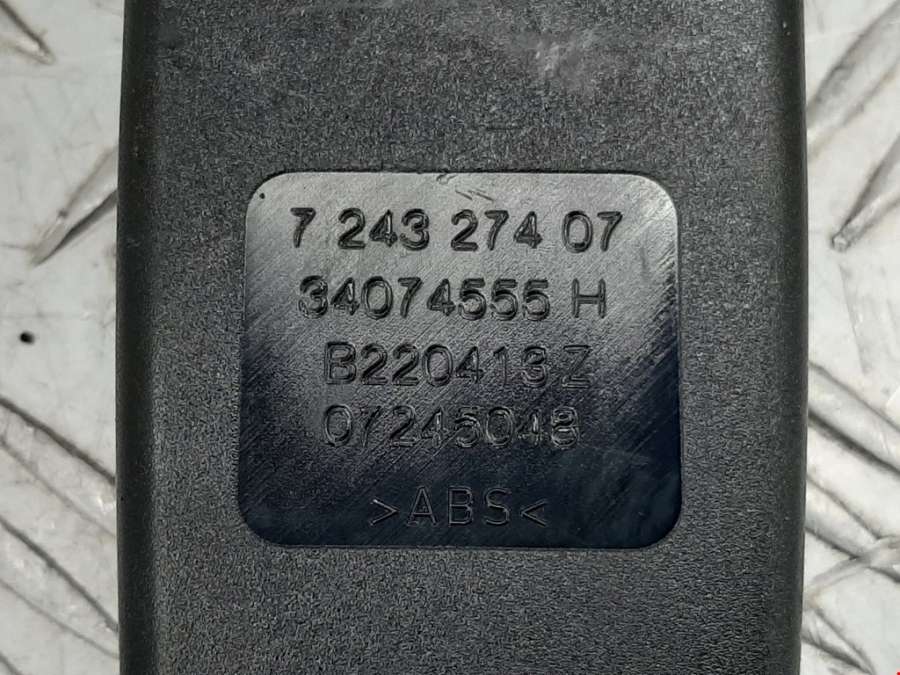 7 243 274 07
34074555 H
B220413 Z
07245048
>ABS<